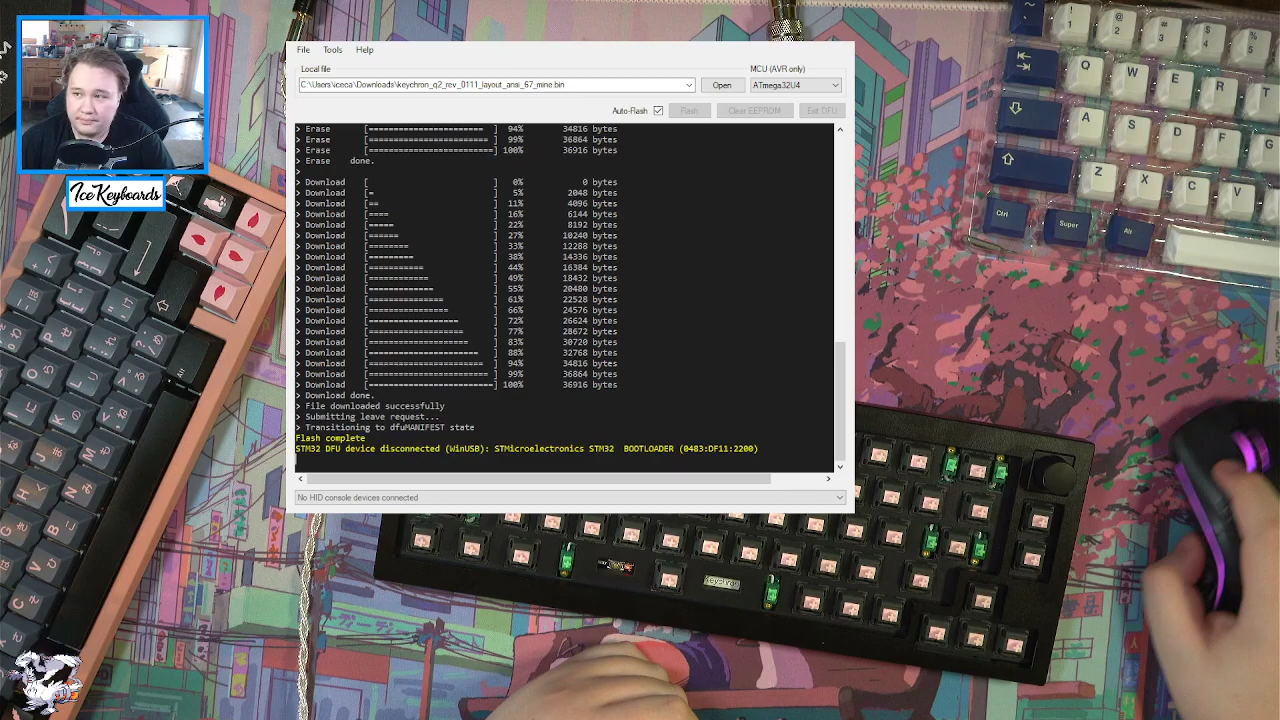 File Tools Help
Local file
MCU (AVR only)
C:\Users\iceca\Downloads\keychron_q2_rev_0111_layout_ansi_67_mine.bin
Open
ATmega32U4
Auto-Flash
Flash
Clear EEPROM
Exit DFU
> Erase [======================= ] 94% 34816 bytes
> Erase [======================== ] 99% 36864 bytes
> Erase [=========================] 100% 36916 bytes
> Erase done.
>
> Download [ ] 0% 0 bytes
> Download [= ] 5% 2048 bytes
> Download [== ] 11% 4096 bytes
> Download [==== ] 16% 6144 bytes
> Download [===== ] 22% 8192 bytes
> Download [====== ] 27% 10240 bytes
> Download [======== ] 33% 12288 bytes
> Download [========= ] 38% 14336 bytes
> Download [=========== ] 44% 16384 bytes
> Download [============ ] 49% 18432 bytes
> Download [============= ] 55% 20480 bytes
> Download [=============== ] 61% 22528 bytes
> Download [================ ] 66% 24576 bytes
> Download [================== ] 72% 26624 bytes
> Download [=================== ] 77% 28672 bytes
> Download [==================== ] 83% 30720 bytes
> Download [====================== ] 88% 32768 bytes
> Download [======================= ] 94% 34816 bytes
> Download [======================== ] 99% 36864 bytes
> Download [=========================] 100% 36916 bytes
> Download done.
> File downloaded successfully
> Submitting leave request...
> Transitioning to dfuMANIFEST state
Flash complete
STM32 DFU device disconnected (WinUSB): STMicroelectronics STM32 BOOTLOADER (0483:DF11:2200)
No HID console devices connected
IceKeyboards
~ ! 1 @ 2 # 3 $ 4 % 5
Q W E R T
A S D F G
Z X C V
Ctrl Super Alt
Keychron